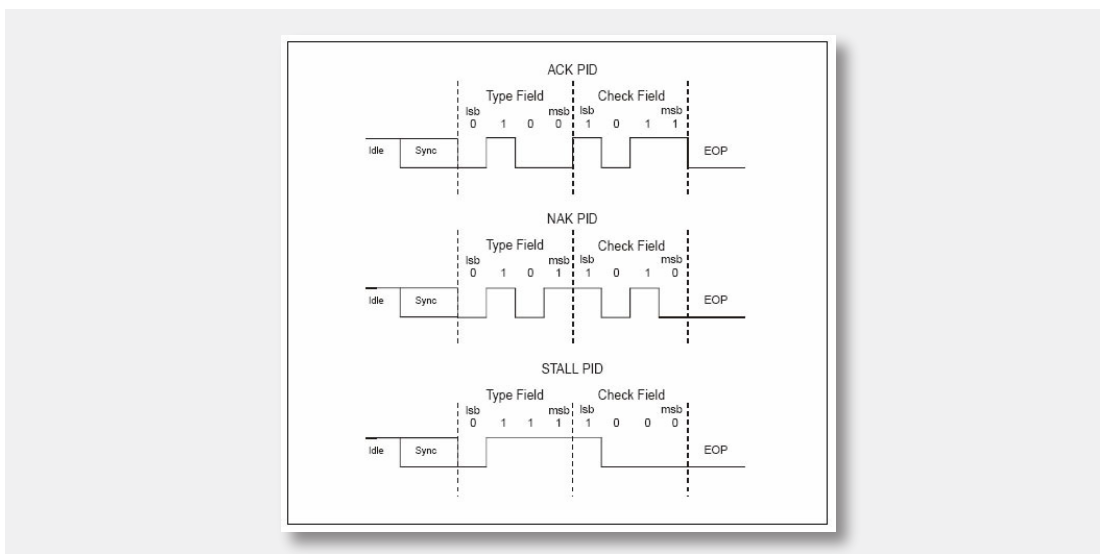 ACK PID
Type Field Check Field
lsb msb lsb msb
0 1 0 0 1 0 1 1
Idle Sync EOP
NAK PID
Type Field Check Field
lsb msb lsb msb
0 1 0 1 1 0 1 0
Idle Sync EOP
STALL PID
Type Field Check Field
lsb msb lsb msb
0 1 1 1 1 0 0 0
Idle Sync EOP